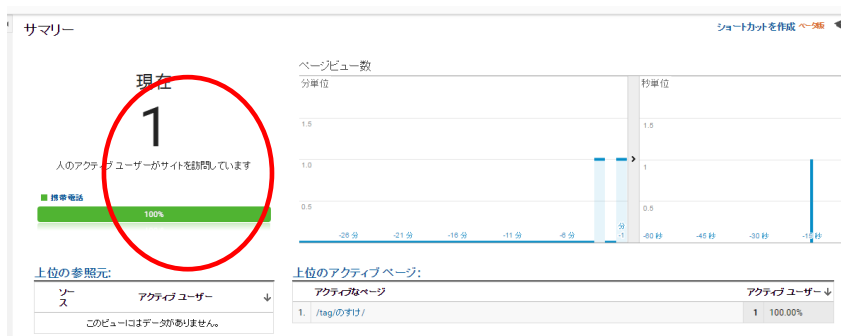 サマリー
ショートカットを作成 ベータ版
現在
1
人のアクティブ ユーザーがサイトを訪問しています
携帯電話
100%
ページビュー数
分単位
1.5
1.0
0.5
-26 分
-21 分
-16 分
-11 分
-6 分
分
-1
秒単位
1.5
1
0.5
-60 秒
-45 秒
-30 秒
-15 秒
上位の参照元:
ソース
アクティブ ユーザー
このビューにはデータがありません。
上位のアクティブ ページ:
アクティブなページ
アクティブ ユーザー
1. /tag/のすけ/
1 100.00%